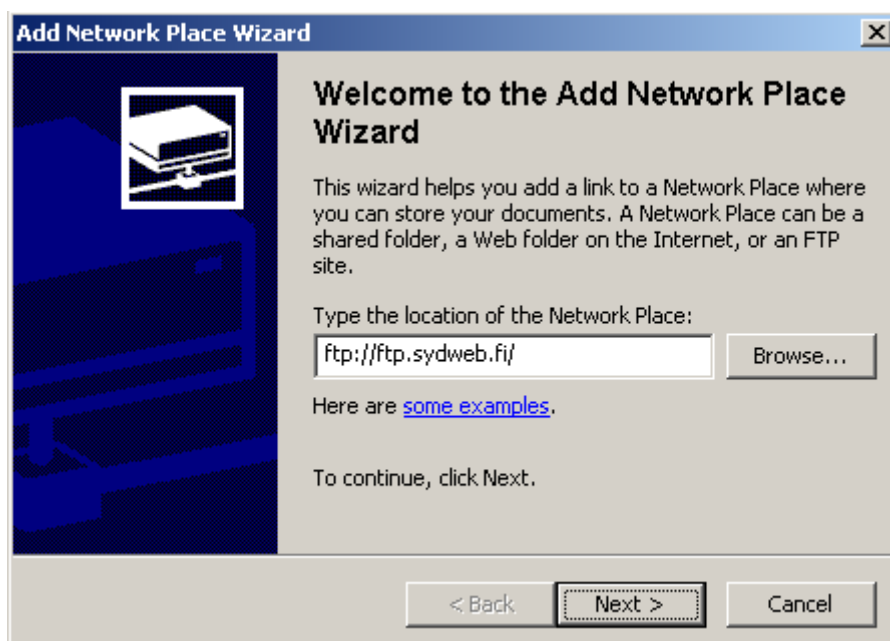 Add Network Place Wizard
Welcome to the Add Network Place
Wizard
This wizard helps you add a link to a Network Place where
you can store your documents. A Network Place can be a
shared folder, a Web folder on the Internet, or an FTP
site.
Type the location of the Network Place:
ftp://ftp.sydweb.fi/
Browse...
Here are some examples.
To continue, click Next.
< Back
Next >
Cancel